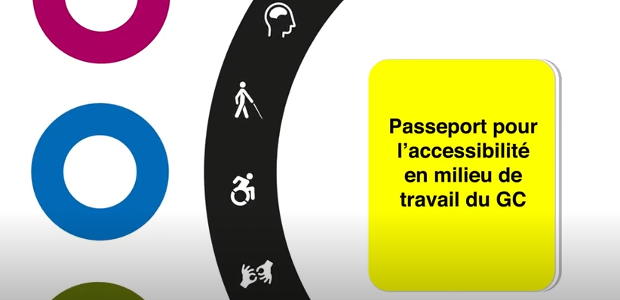 Passeport pour
l’accessibilité
en milieu de
travail du GC